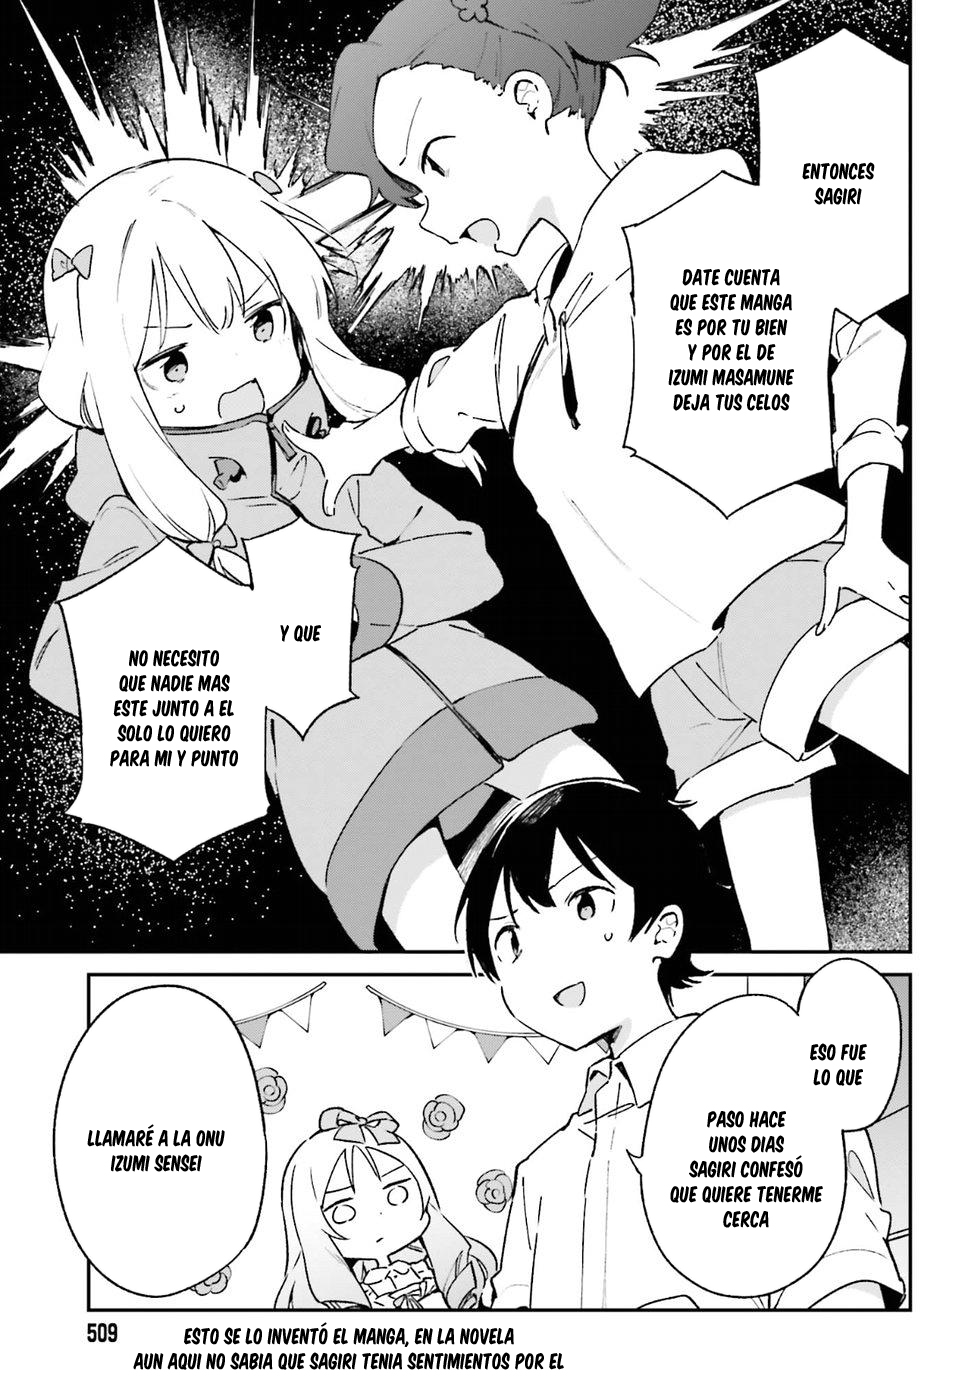 ENTONCES
SAGIRI
DATE CUENTA
QUE ESTE MANGA
ES POR TU BIEN
Y POR EL DE
IZUMI MASAMUNE
DEJA TUS CELOS
Y QUE
NO NECESITO
QUE NADIE MAS
ESTE JUNTO A EL
SOLO LO QUIERO
PARA MI Y PUNTO
ESO FUE
LO QUE
PASO HACE
UNOS DIAS
SAGIRI CONFESÓ
QUE QUIERE TENERME
CERCA
LLAMARÉ A LA ONU
IZUMI SENSEI
509
ESTO SE LO INVENTÓ EL MANGA, EN LA NOVELA
AUN AQUI NO SABIA QUE SAGIRI TENIA SENTIMIENTOS POR EL